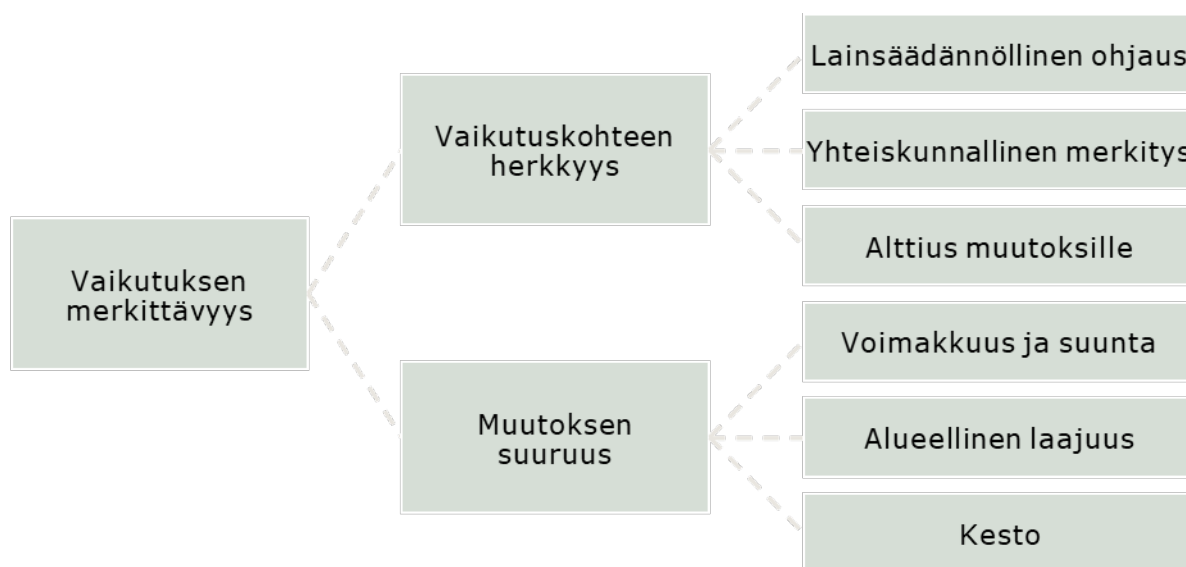 Lainsäädännöllinen ohjaus
Vaikutuskohteen
herkkyys
Yhteiskunnallinen merkitys
Alttius muutoksille
Vaikutuksen
merkittävyys
Voimakkuus ja suunta
Muutoksen
suuruus
Alueellinen laajuus
Kesto